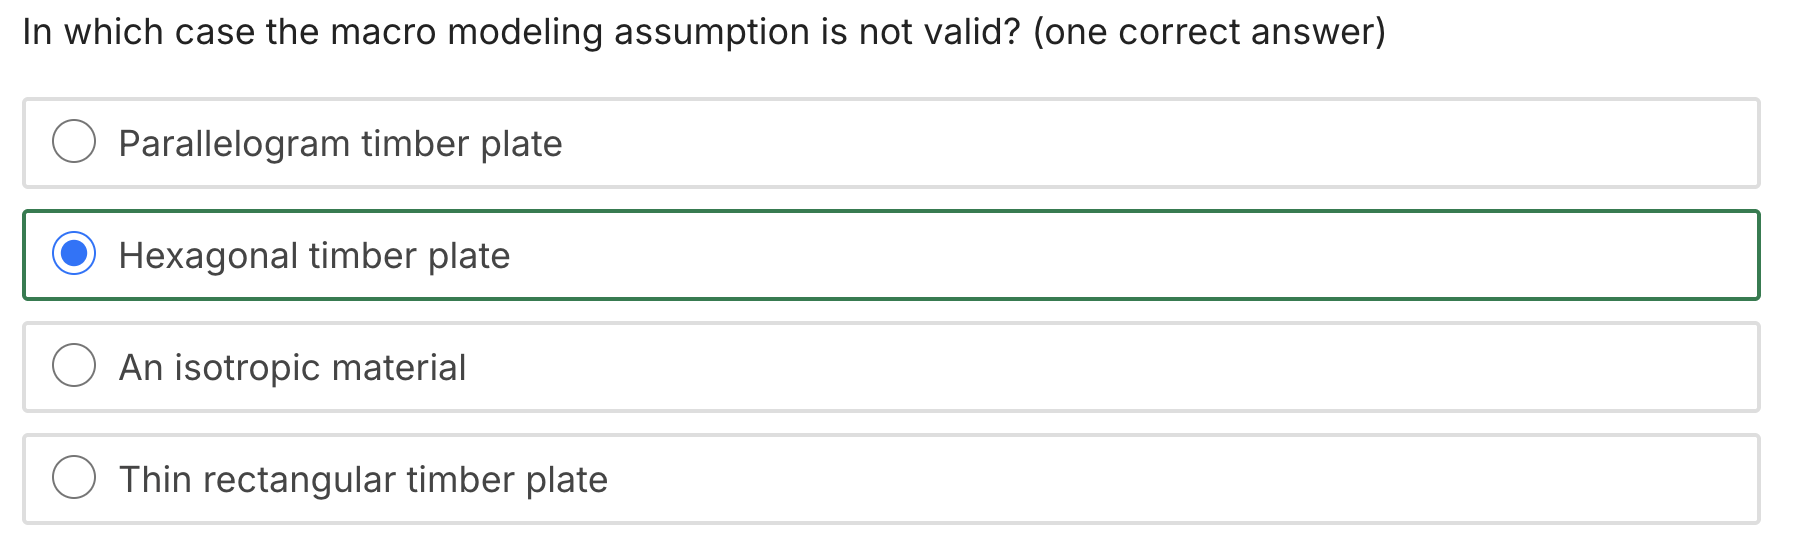 In which case the macro modeling assumption is not valid? (one correct answer)
Parallelogram timber plate
Hexagonal timber plate
An isotropic material
Thin rectangular timber plate